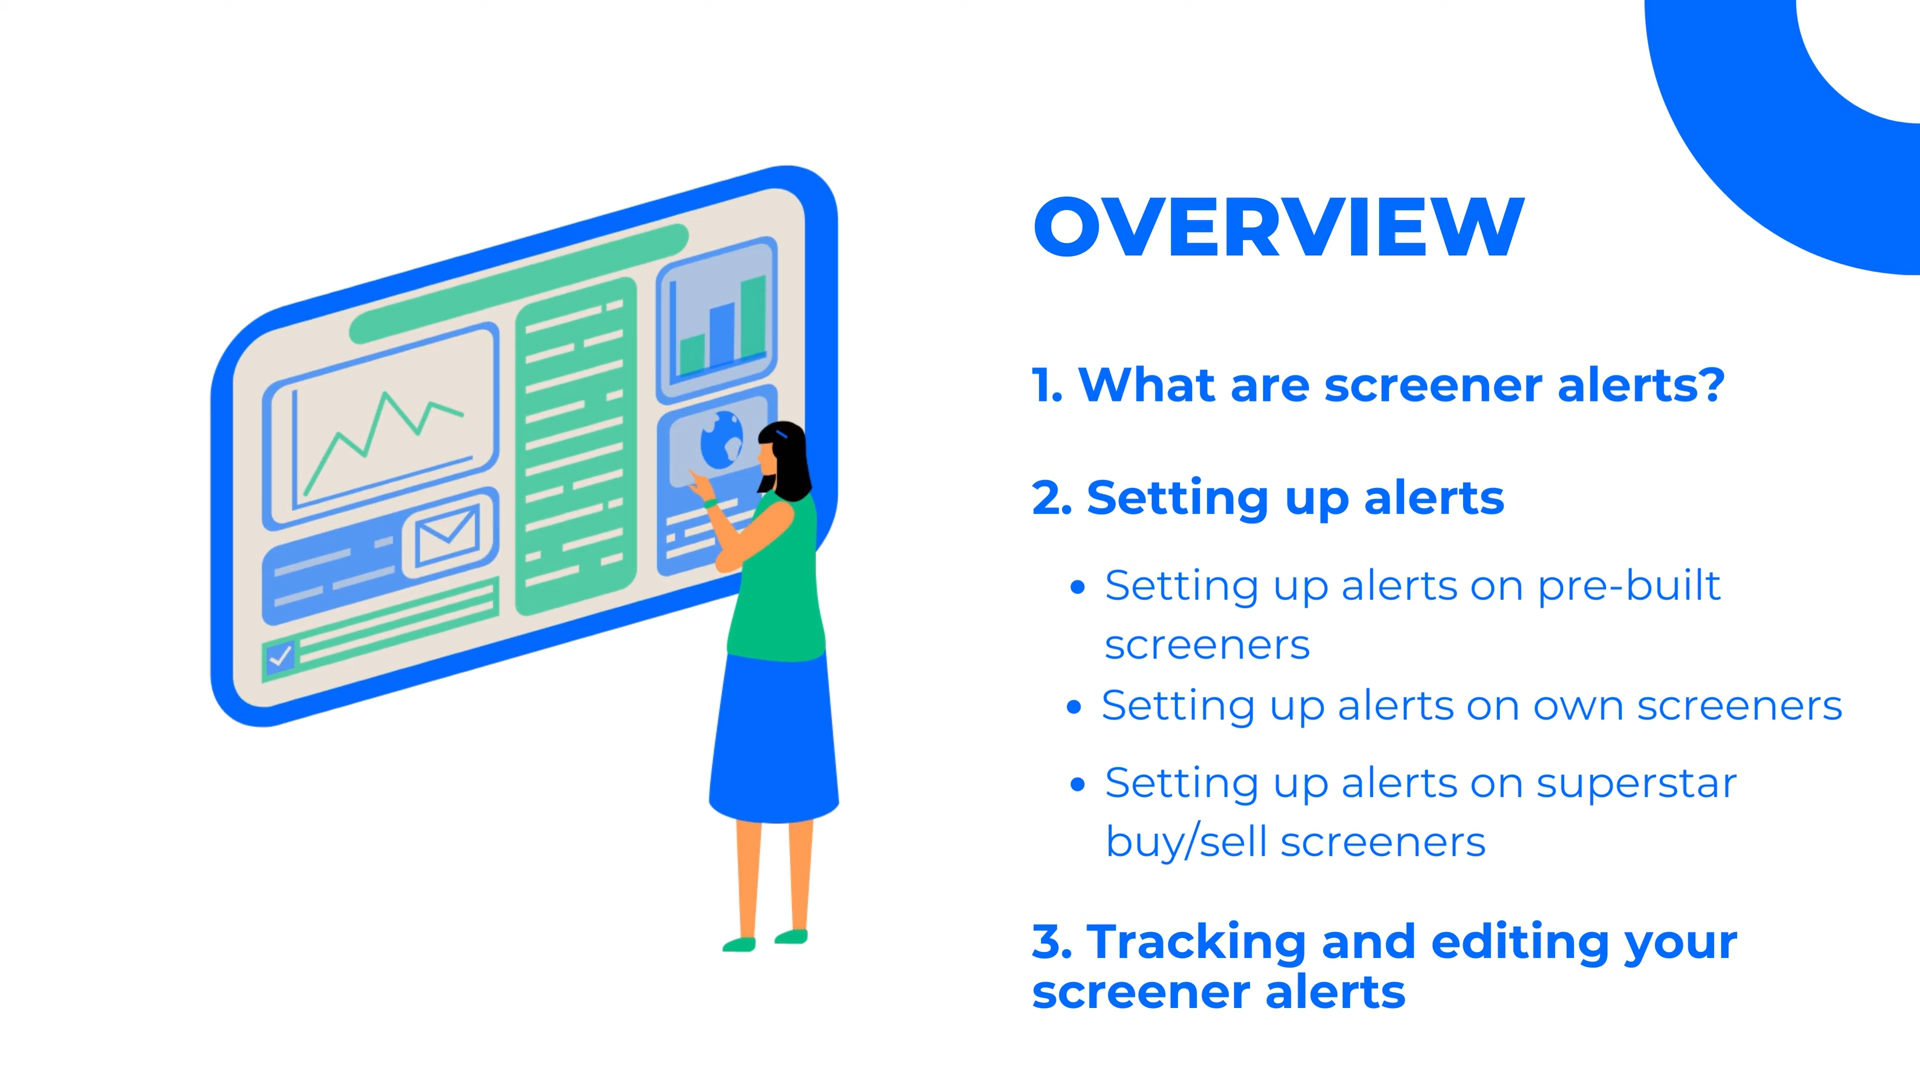 OVERVIEW
1. What are screener alerts?
2. Setting up alerts
• Setting up alerts on pre-built
screeners
• Setting up alerts on own screeners
• Setting up alerts on superstar
buy/sell screeners
3. Tracking and editing your
screener alerts